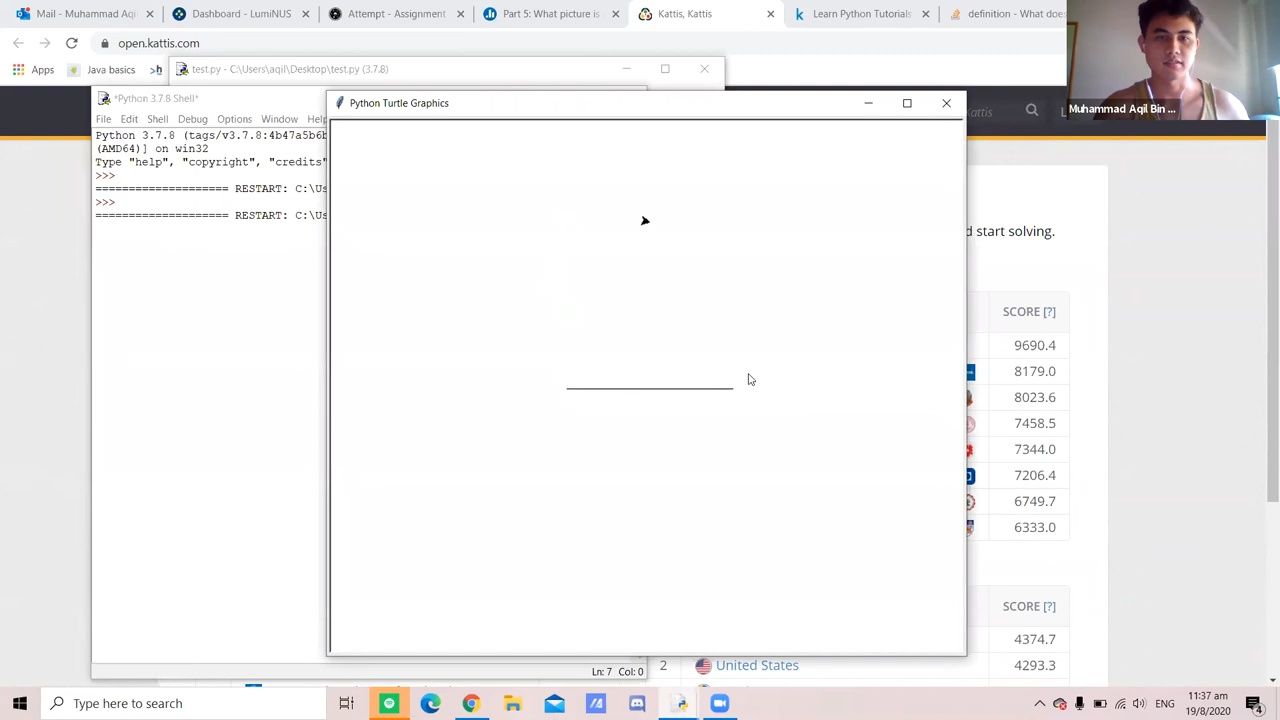 Mail - Muhammad Aqi
Dashboard - LumiNUS
Attempt - Assignment
Part 5: What picture is
Kattis, Kattis
Learn Python Tutorials
definition - What does
open.kattis.com
Apps
Java basics
test.py - C:\Users\aqil\Desktop\test.py (3.7.8)
*Python 3.7.8 Shell*
Python Turtle Graphics
Kattis
Muhammad Aqil Bin ...
File Edit Shell Debug Options Window Help
Python 3.7.8 (tags/v3.7.8:4b47a5b6b
(AMD64)] on win32
Type "help", "copyright", "credits"
>>>
==================== RESTART: C:\Us
>>>
==================== RESTART: C:\Us
d start solving.
SCORE [?]
9690.4
8179.0
8023.6
7458.5
7344.0
7206.4
6749.7
6333.0
SCORE [?]
4374.7
2 United States 4293.3
Ln: 7 Col: 0
Type here to search
ENG
11:37 am
19/8/2020
4